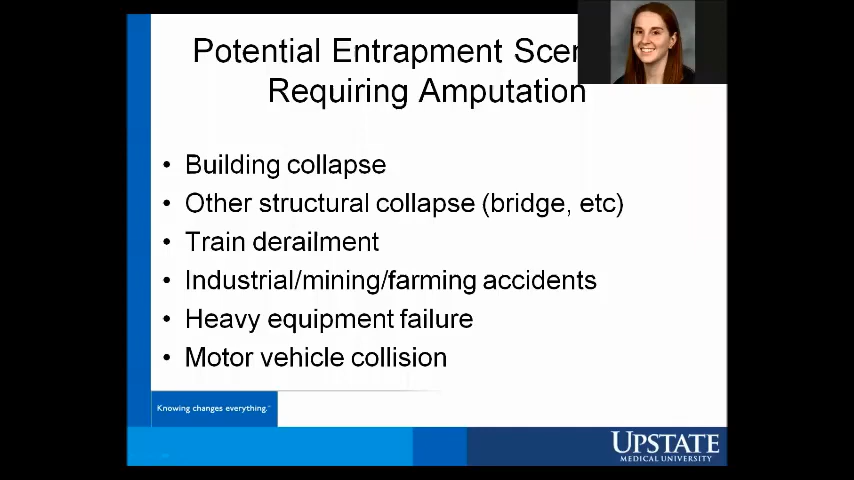 Potential Entrapment
Requiring Amputation
• Building collapse
• Other structural collapse (bridge, etc)
• Train derailment
• Industrial/mining/farming accidents
• Heavy equipment failure
• Motor vehicle collision
Knowing changes everything.
UPSTATE
MEDICAL UNIVERSITY